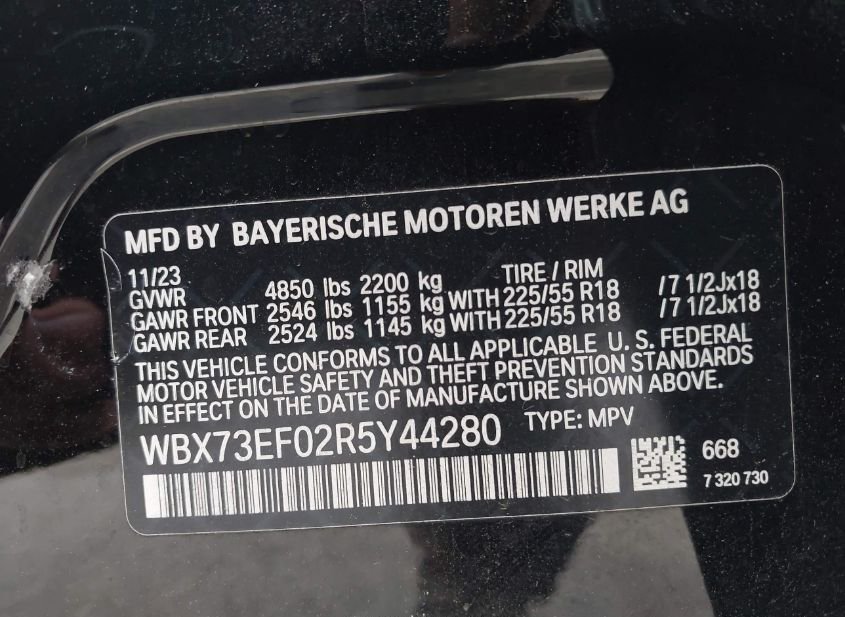 MFD BY BAYERISCHE MOTOREN WERKE AG
11/23 TIRE / RIM
GVWR 4850 lbs 2200 kg
GAWR FRONT 2546 lbs 1155 kg WITH 225/55 R18 /7 1/2Jx18
GAWR REAR 2524 lbs 1145 kg WITH 225/55 R18 /7 1/2Jx18
THIS VEHICLE CONFORMS TO ALL APPLICABLE U. S. FEDERAL
MOTOR VEHICLE SAFETY AND THEFT PREVENTION STANDARDS
IN EFFECT ON THE DATE OF MANUFACTURE SHOWN ABOVE.
WBX73EF02R5Y44280 TYPE: MPV
668
7 320 730